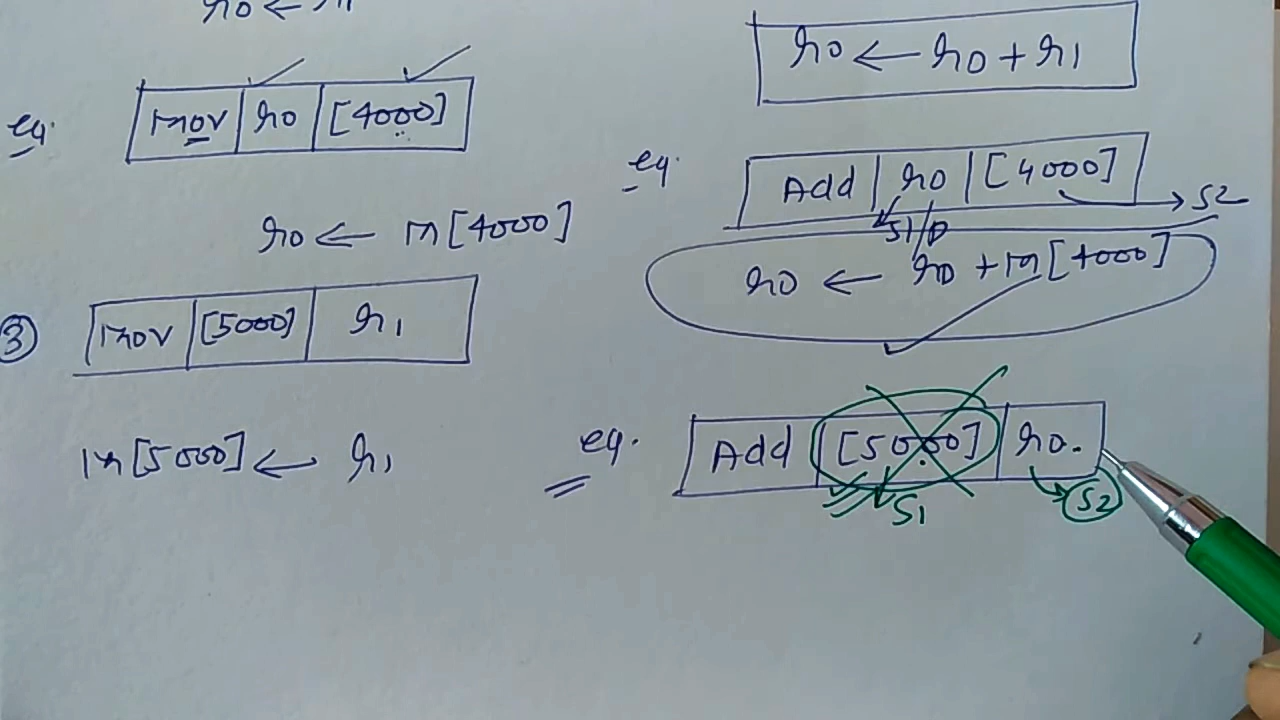 r0 ← r1
eg. mov r0 [4000]
r0 ← m[4000]
③ mov [5000] r1
m[5000] ← r1
r0 ← r0 + r1
eg. Add r0 [4000]
S1/D S2
r0 ← r0 + m[4000]
eg. Add [5000] r0.
S1 S2